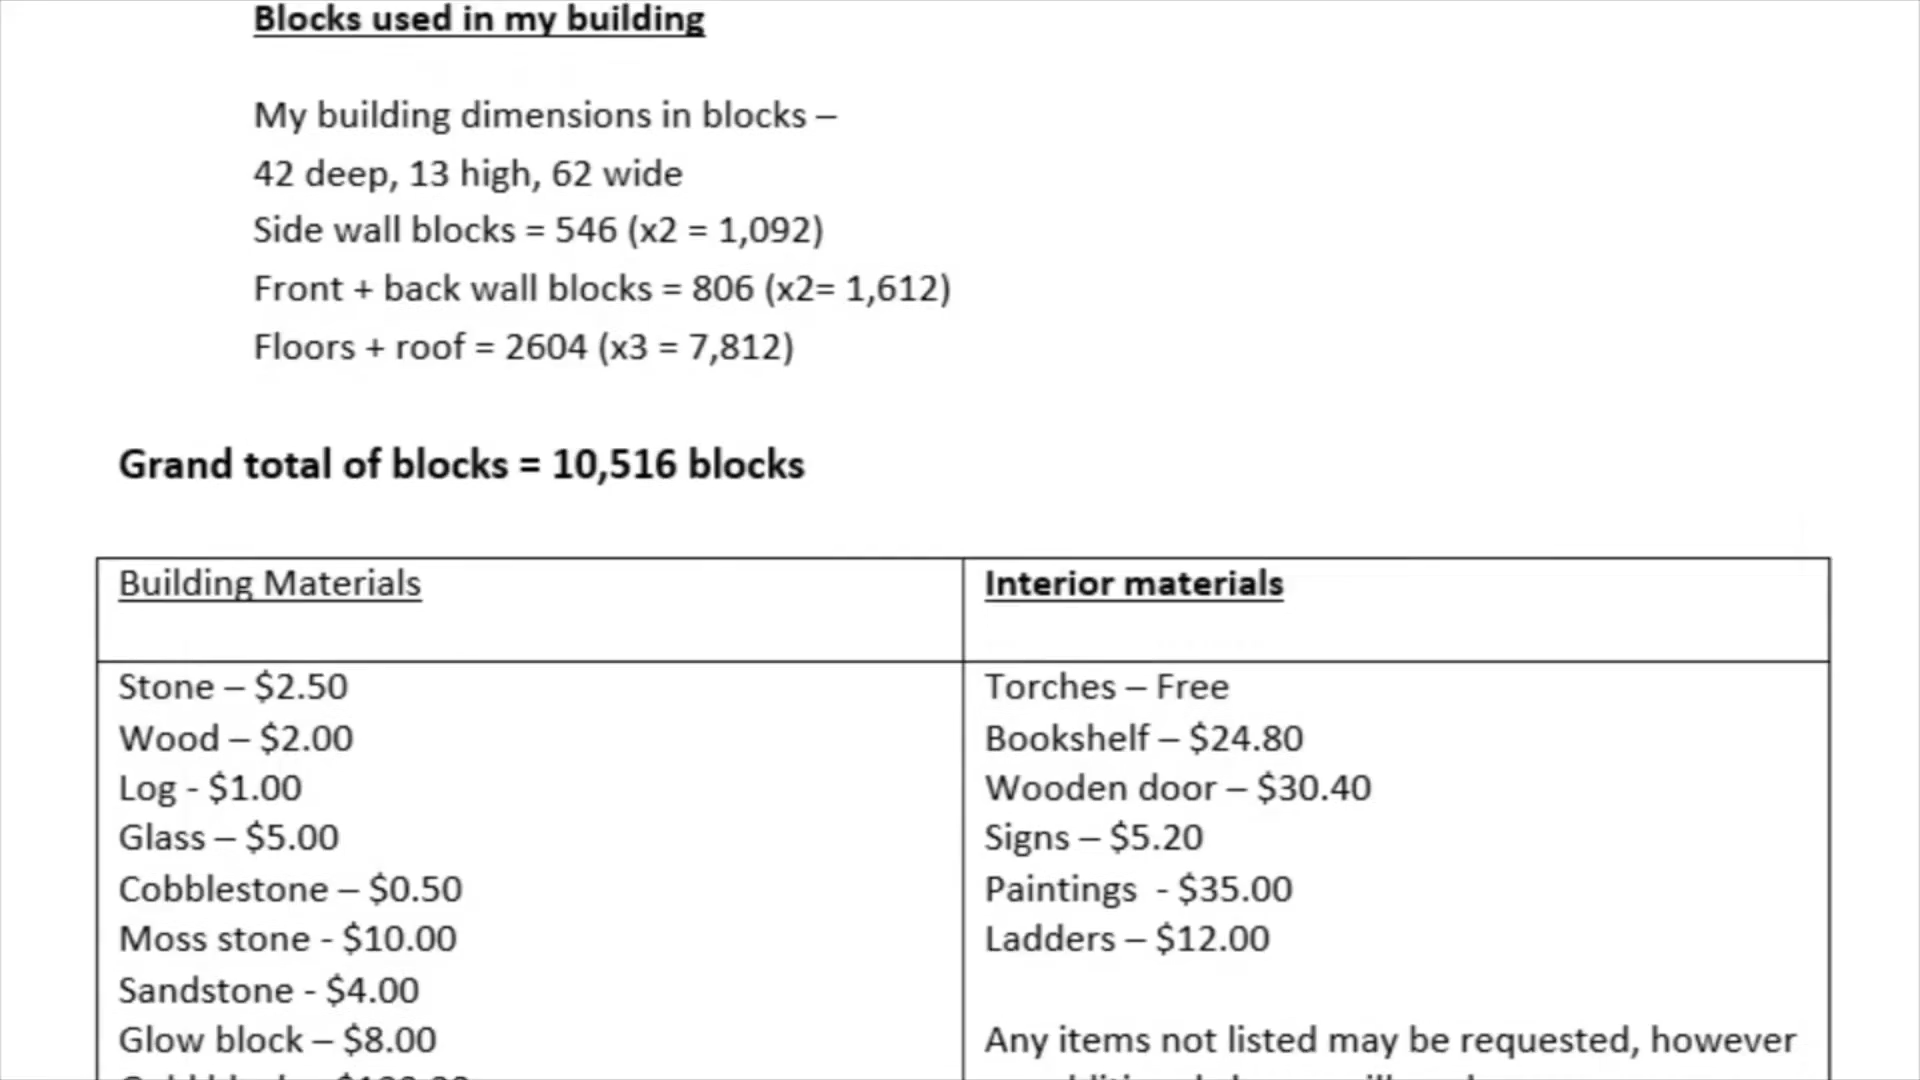 Blocks used in my building
My building dimensions in blocks –
42 deep, 13 high, 62 wide
Side wall blocks = 546 (x2 = 1,092)
Front + back wall blocks = 806 (x2= 1,612)
Floors + roof = 2604 (x3 = 7,812)
Grand total of blocks = 10,516 blocks
Building Materials
Stone – $2.50
Wood – $2.00
Log - $1.00
Glass – $5.00
Cobblestone – $0.50
Moss stone - $10.00
Sandstone - $4.00
Glow block – $8.00
Interior materials
Torches – Free
Bookshelf – $24.80
Wooden door – $30.40
Signs – $5.20
Paintings  - $35.00
Ladders – $12.00
Any items not listed may be requested, however